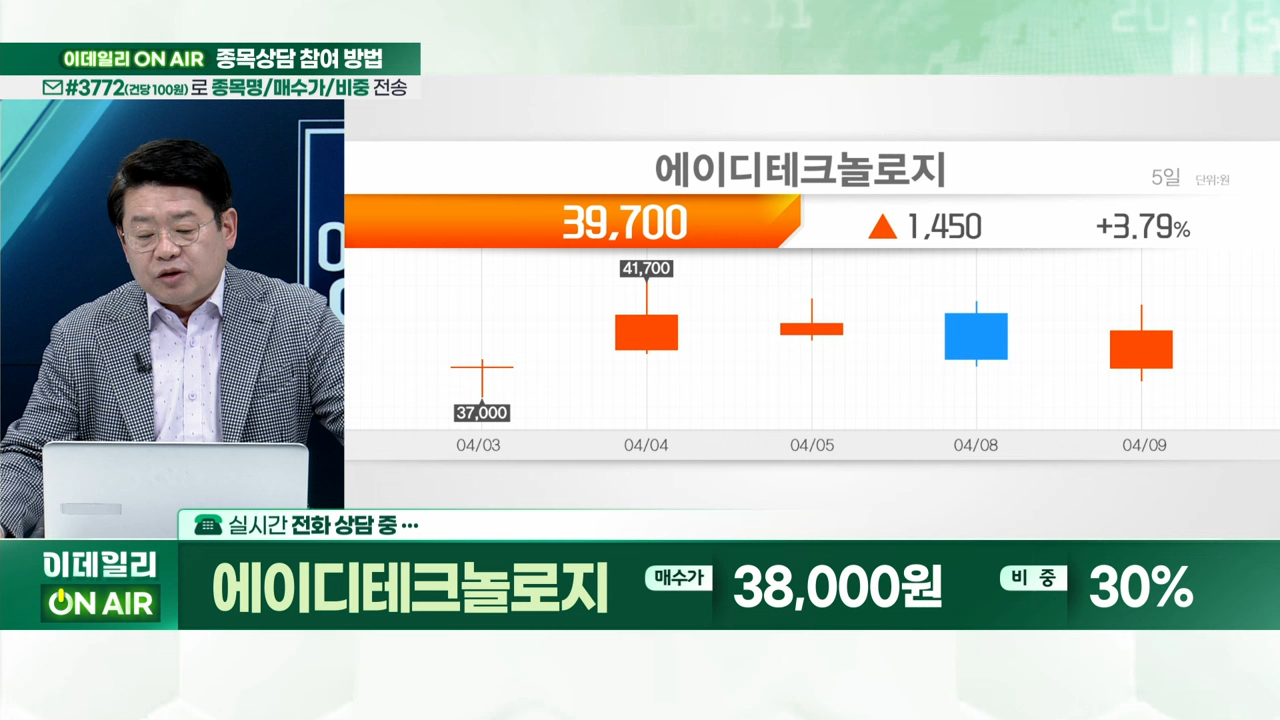 이데일리 ON AIR 종목상담 참여 방법
#3772(건당 100원)로 종목명/매수가/비중 전송
에이디테크놀로지
5일 단위:원
39,700 ▲ 1,450 +3.79%
41,700
37,000
04/03 04/04 04/05 04/08 04/09
실시간 전화 상담 중 ···
이데일리
ON AIR
에이디테크놀로지 매수가 38,000원 비 중 30%